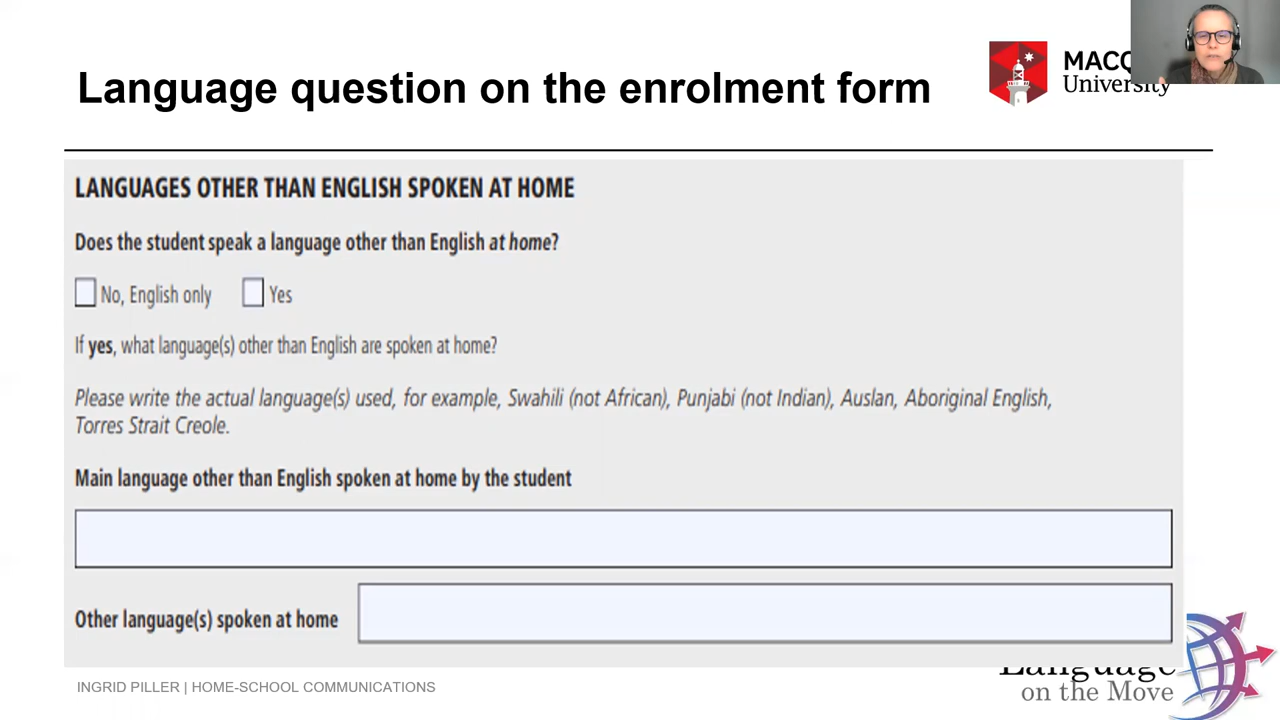 Language question on the enrolment form
University
LANGUAGES OTHER THAN ENGLISH SPOKEN AT HOME
Does the student speak a language other than English at home?
No, English only Yes
If yes, what language(s) other than English are spoken at home?
Please write the actual language(s) used, for example, Swahili (not African), Punjabi (not Indian), Auslan, Aboriginal English,
Torres Strait Creole.
Main language other than English spoken at home by the student
Other language(s) spoken at home
INGRID PILLER | HOME-SCHOOL COMMUNICATIONS
Language
on the Move